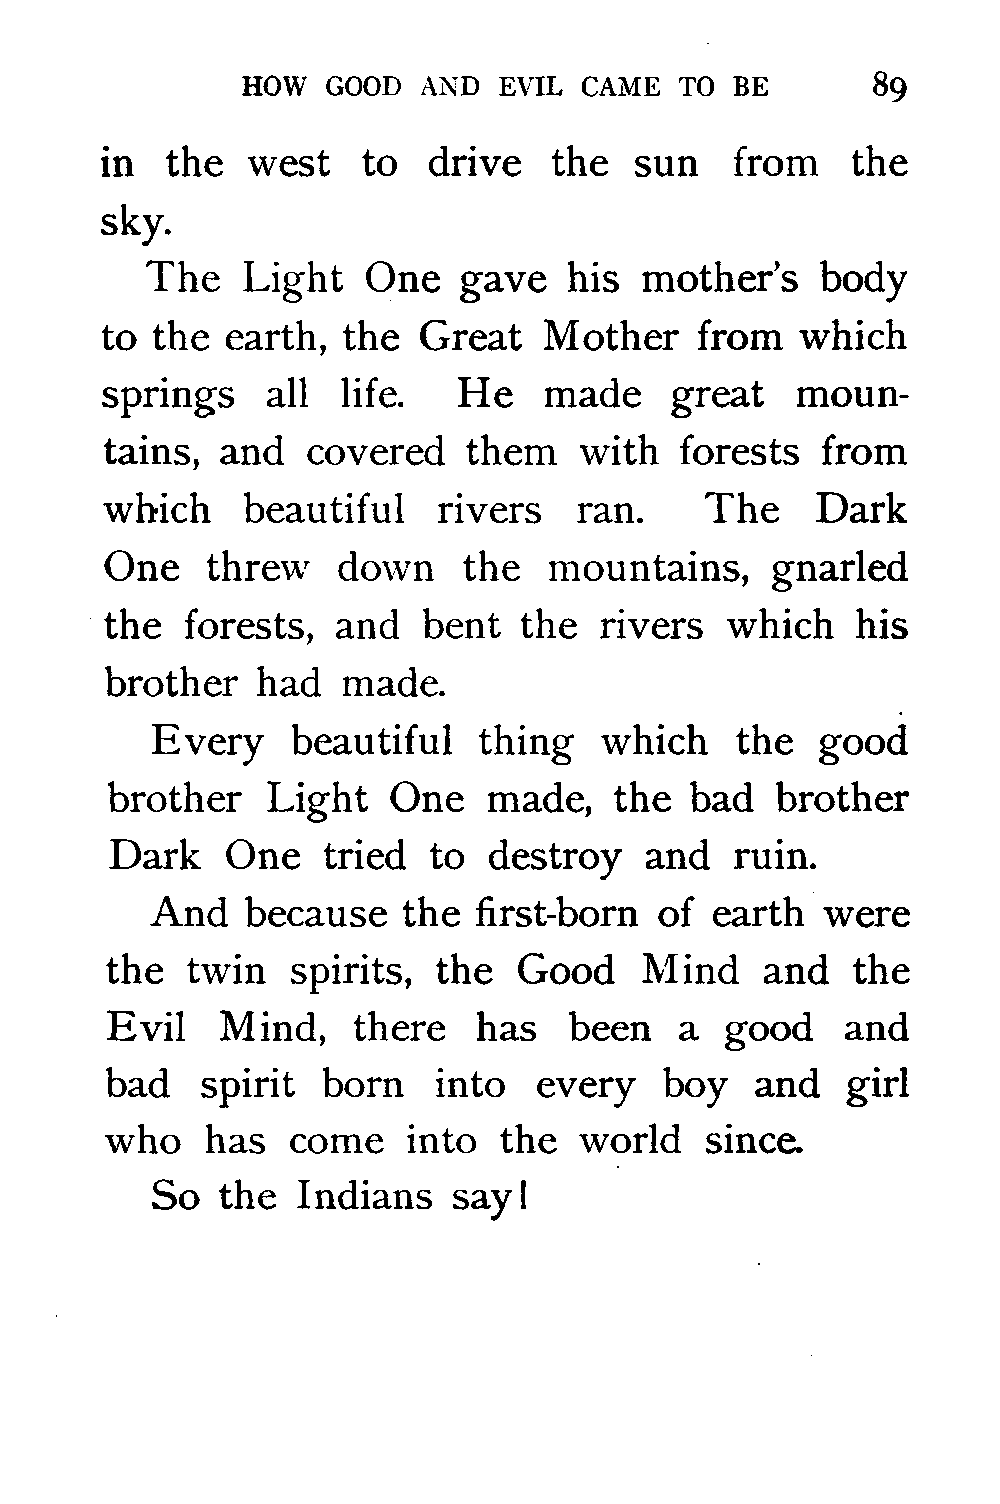 HOW GOOD AND EVIL CAME TO BE 89
in the west to drive the sun from the
sky.
The Light One gave his mother's body
to the earth, the Great Mother from which
springs all life. He made great moun-
tains, and covered them with forests from
which beautiful rivers ran. The Dark
One threw down the mountains, gnarled
the forests, and bent the rivers which his
brother had made.
Every beautiful thing which the good
brother Light One made, the bad brother
Dark One tried to destroy and ruin.
And because the first-born of earth were
the twin spirits, the Good Mind and the
Evil Mind, there has been a good and
bad spirit born into every boy and girl
who has come into the world since.
So the Indians say!